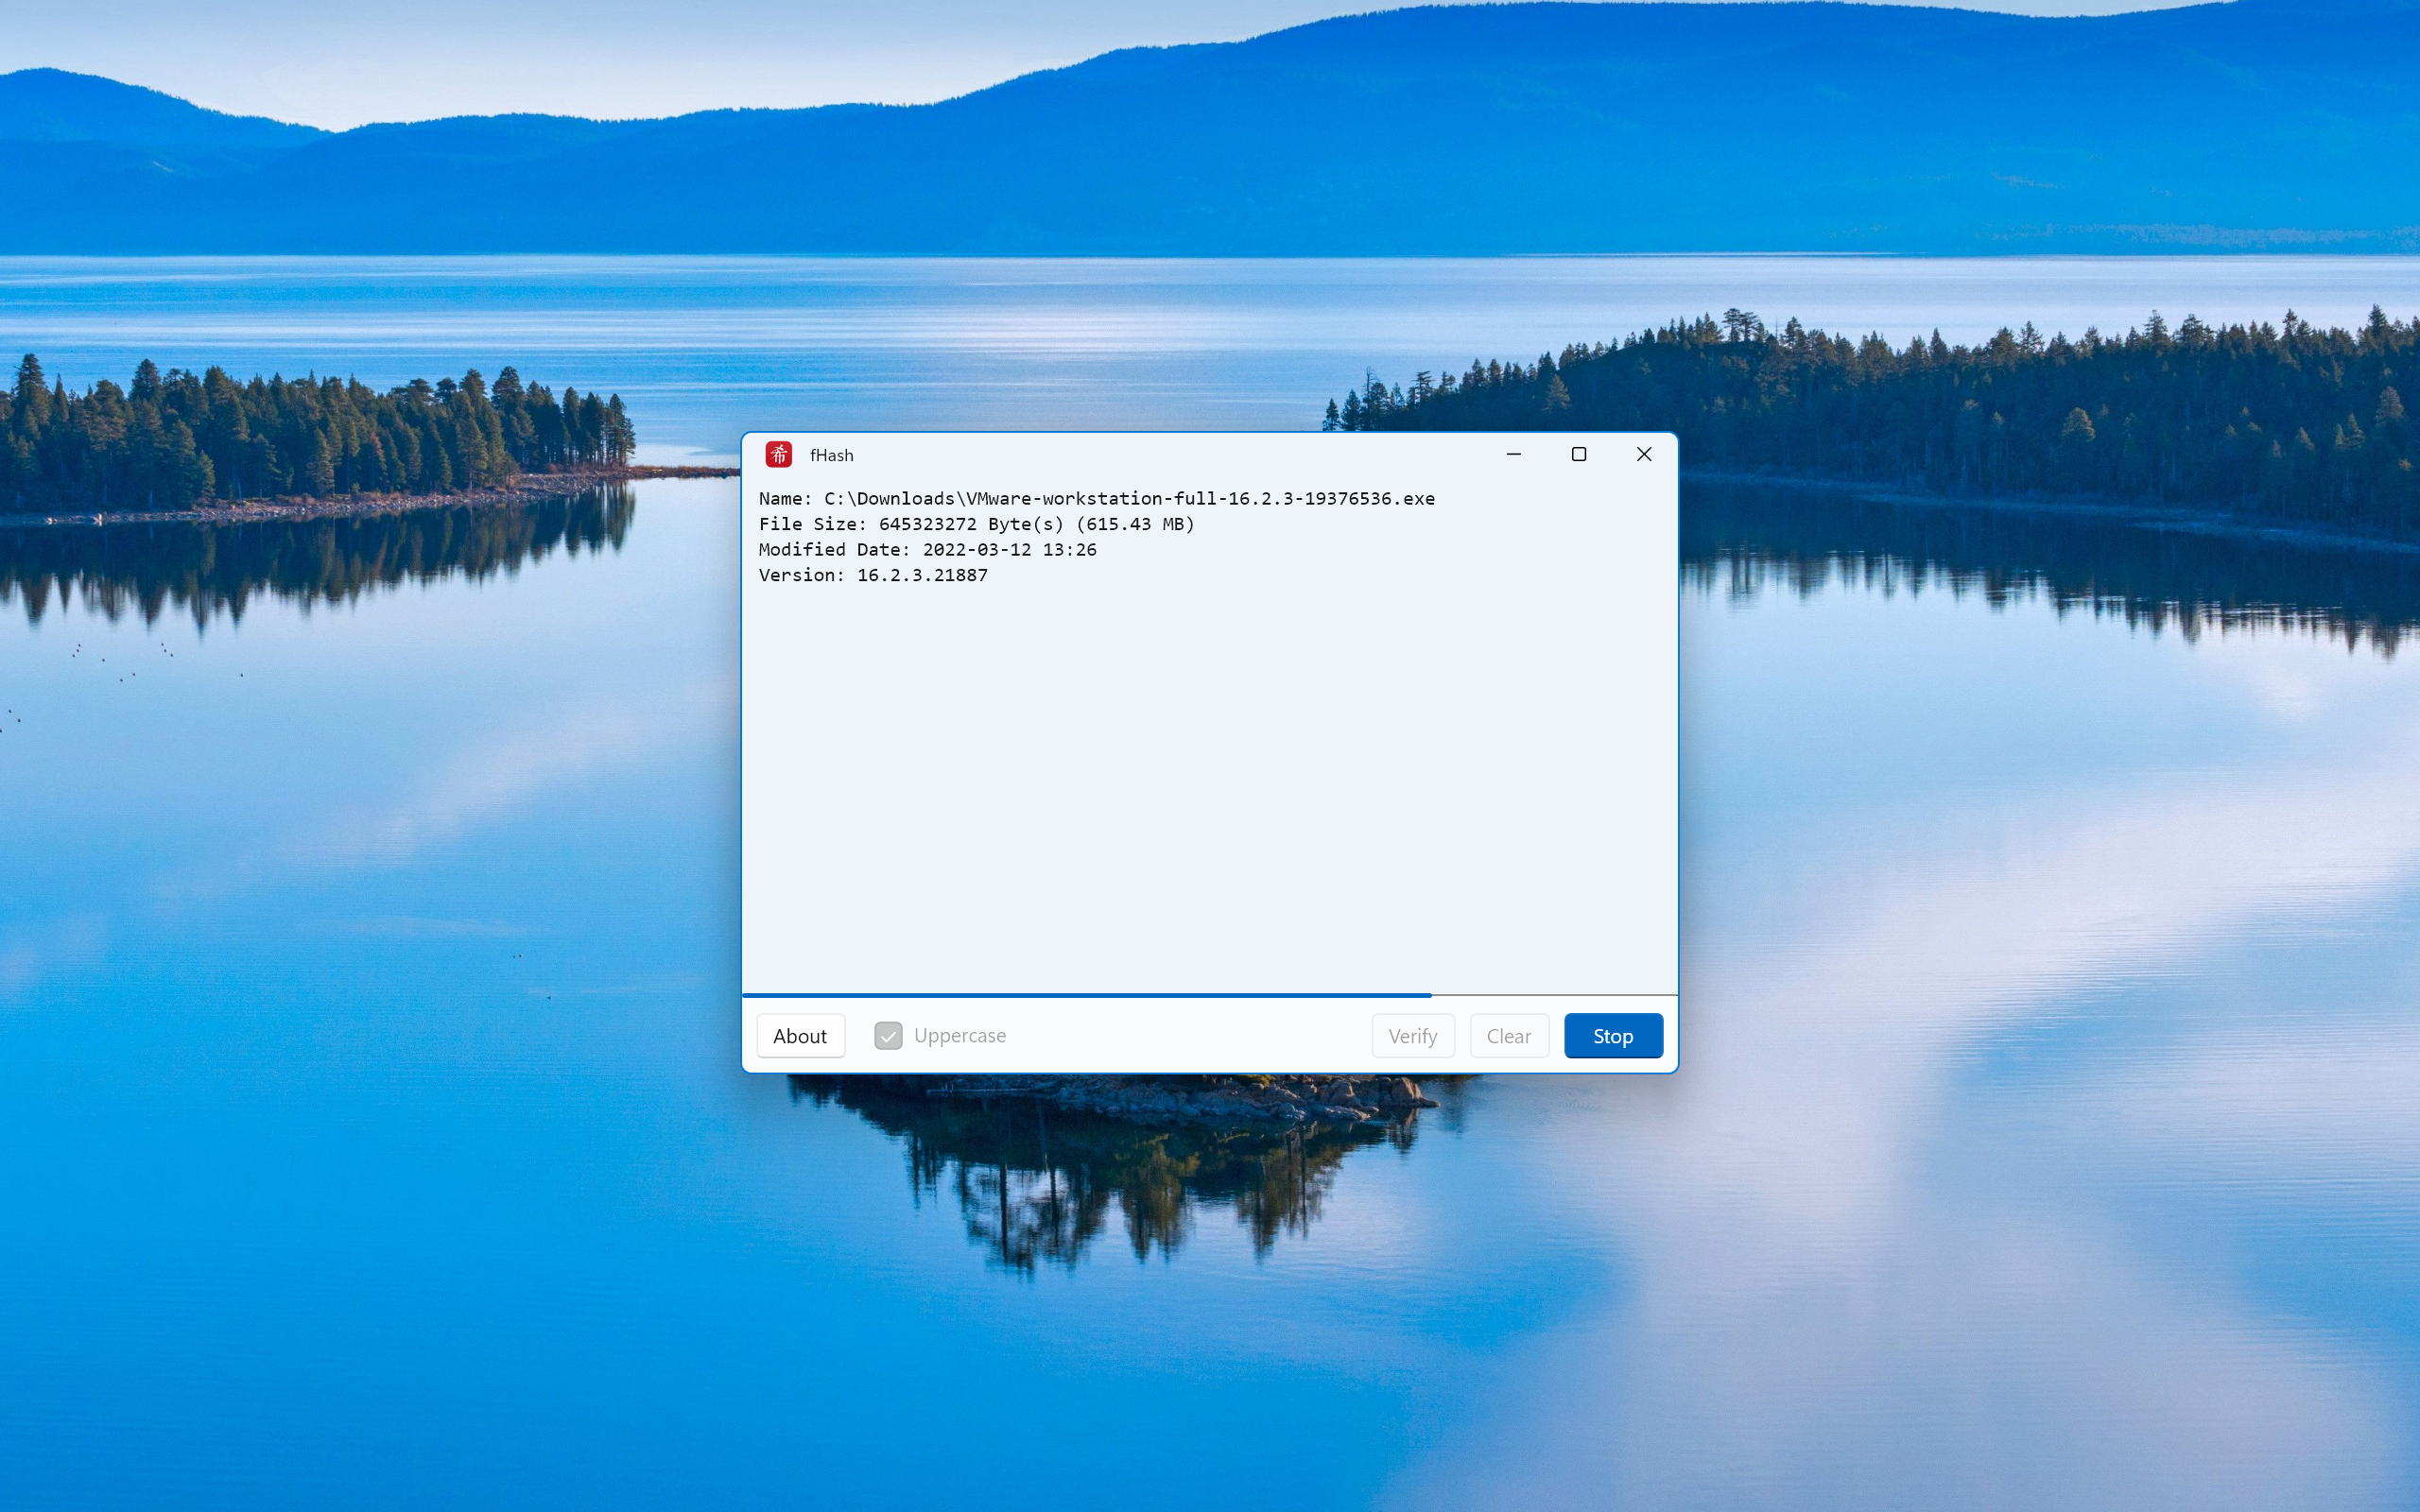 希 fHash
Name: C:\Downloads\VMware-workstation-full-16.2.3-19376536.exe
File Size: 645323272 Byte(s) (615.43 MB)
Modified Date: 2022-03-12 13:26
Version: 16.2.3.21887
About Uppercase Verify Clear Stop